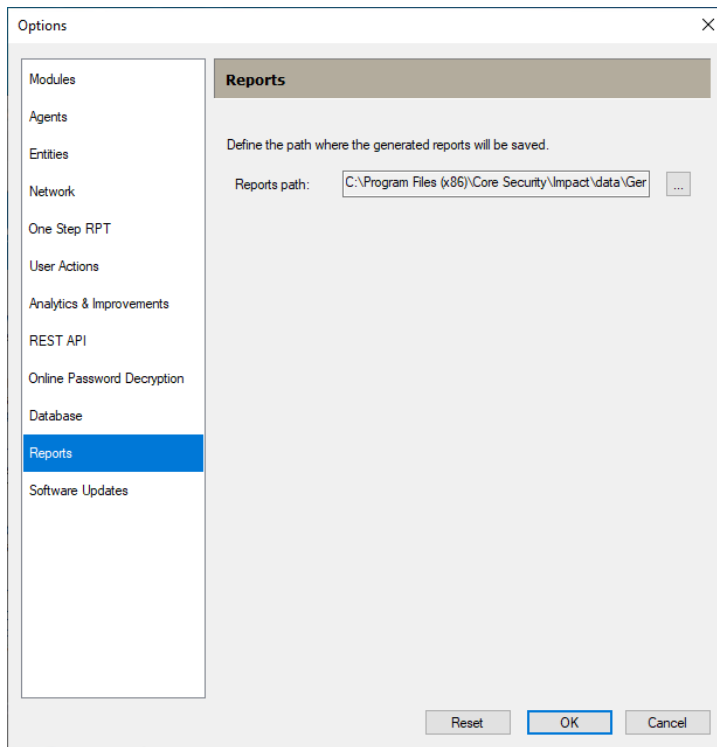 Options
Modules
Agents
Entities
Network
One Step RPT
User Actions
Analytics & Improvements
REST API
Online Password Decryption
Database
Reports
Software Updates
Reports
Define the path where the generated reports will be saved.
Reports path: C:\Program Files (x86)\Core Security\Impact\data\Ger ...
Reset OK Cancel